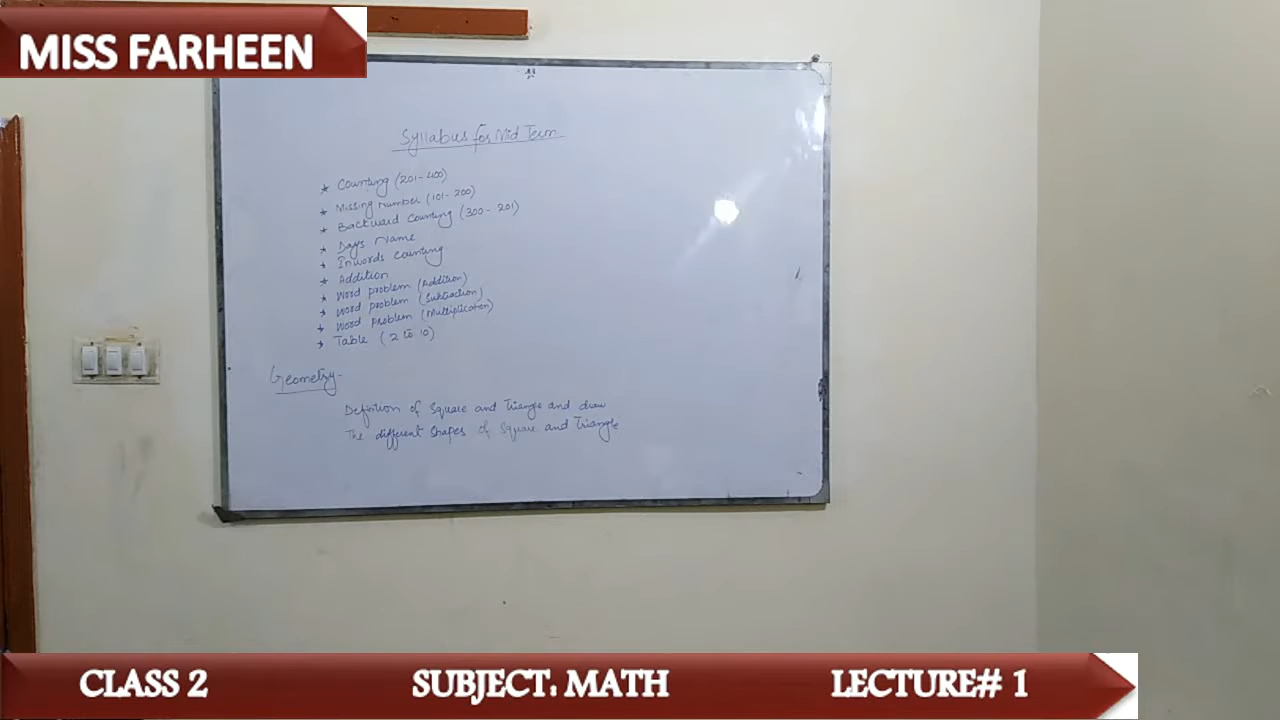 MISS FARHEEN
Syllabus for Mid Term
* Counting (201-400)
* Missing Number (101-200)
* Backward Counting (300-201)
* Days Name
* Inwords Counting
* Addition
* Word problem (Addition)
* Word problem (Subtraction)
* Word Problem (Multiplication)
* Table (2 to 10)
Geometry-
Definition of Square and Triangle and draw
The different Shapes of Square and Triangle
CLASS 2 SUBJECT: MATH LECTURE# 1